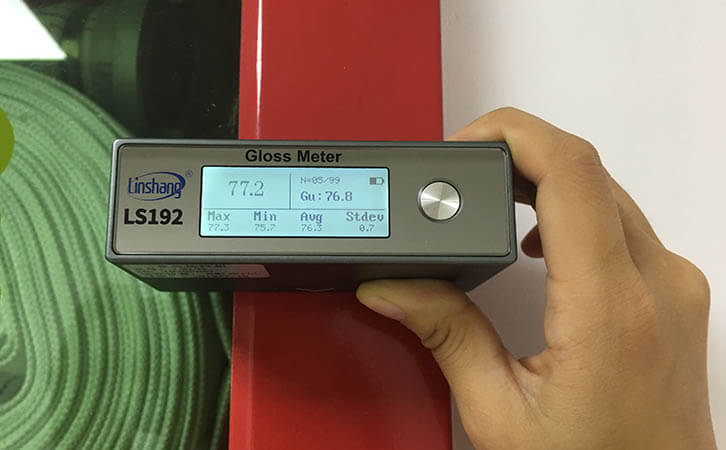 Gloss Meter
Linshang®
LS192
77.2
N=05/99
Gu:76.8
Max Min Avg Stdev
77.3 75.7 76.3 0.7